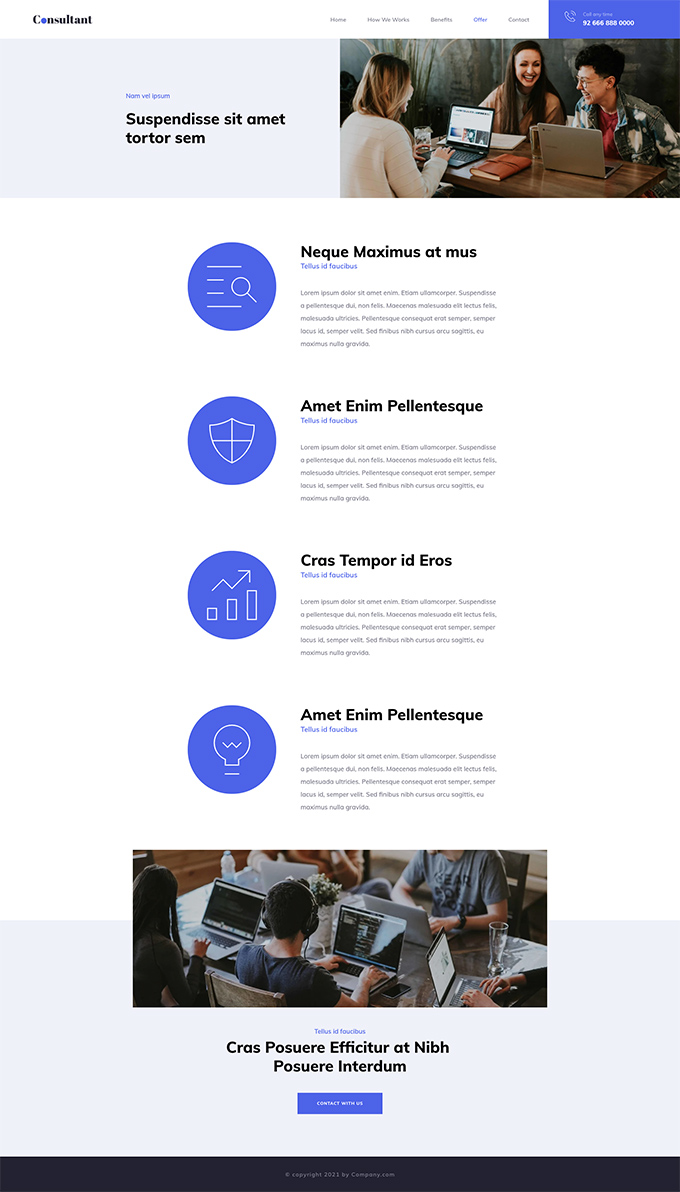 Consultant
Home How We Works Benefits Offer Contact
Call any time
92 666 888 0000
Nam vel ipsum
Suspendisse sit amet
tortor sem
Neque Maximus at mus
Tellus id faucibus
Lorem ipsum dolor sit amet enim. Etiam ullamcorper. Suspendisse
a pellentesque dui, non felis. Maecenas malesuada elit lectus felis,
malesuada ultricies. Pellentesque consequat erat semper, semper
lacus id, semper velit. Sed finibus nibh cursus arcu sagittis, eu
maximus nulla gravida.
Amet Enim Pellentesque
Tellus id faucibus
Lorem ipsum dolor sit amet enim. Etiam ullamcorper. Suspendisse
a pellentesque dui, non felis. Maecenas malesuada elit lectus felis,
malesuada ultricies. Pellentesque consequat erat semper, semper
lacus id, semper velit. Sed finibus nibh cursus arcu sagittis, eu
maximus nulla gravida.
Cras Tempor id Eros
Tellus id faucibus
Lorem ipsum dolor sit amet enim. Etiam ullamcorper. Suspendisse
a pellentesque dui, non felis. Maecenas malesuada elit lectus felis,
malesuada ultricies. Pellentesque consequat erat semper, semper
lacus id, semper velit. Sed finibus nibh cursus arcu sagittis, eu
maximus nulla gravida.
Amet Enim Pellentesque
Tellus id faucibus
Lorem ipsum dolor sit amet enim. Etiam ullamcorper. Suspendisse
a pellentesque dui, non felis. Maecenas malesuada elit lectus felis,
malesuada ultricies. Pellentesque consequat erat semper, semper
lacus id, semper velit. Sed finibus nibh cursus arcu sagittis, eu
maximus nulla gravida.
Tellus id faucibus
Cras Posuere Efficitur at Nibh
Posuere Interdum
CONTACT WITH US
© copyright 2021 by Company.com